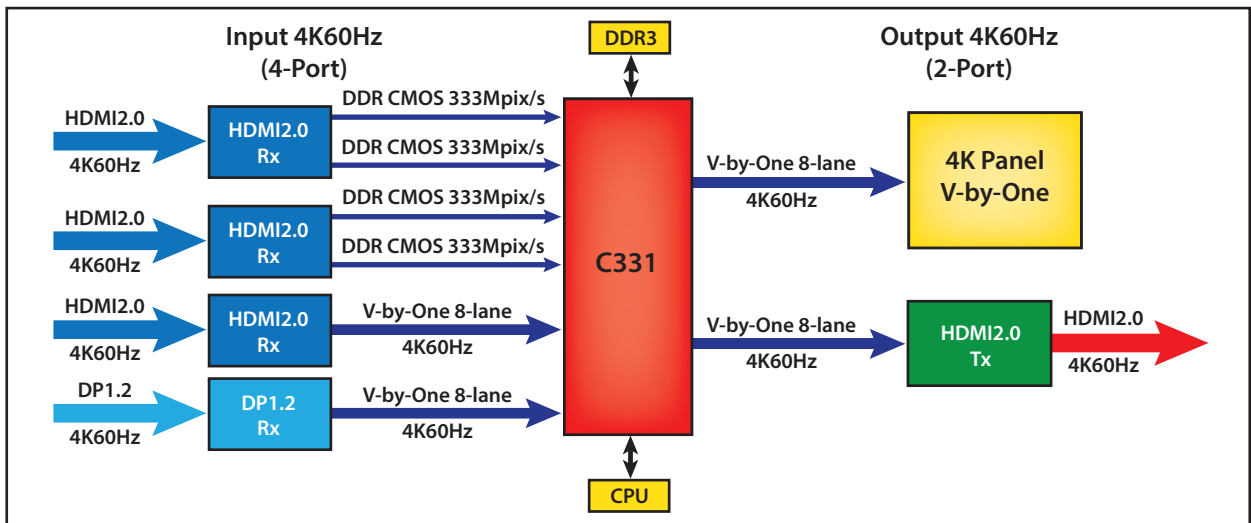 Input 4K60Hz
(4-Port)
DDR3
Output 4K60Hz
(2-Port)
HDMI2.0
4K60Hz
HDMI2.0
Rx
DDR CMOS 333Mpix/s
DDR CMOS 333Mpix/s
HDMI2.0
4K60Hz
HDMI2.0
Rx
DDR CMOS 333Mpix/s
DDR CMOS 333Mpix/s
HDMI2.0
4K60Hz
HDMI2.0
Rx
V-by-One 8-lane
4K60Hz
DP1.2
4K60Hz
DP1.2
Rx
V-by-One 8-lane
4K60Hz
C331
CPU
V-by-One 8-lane
4K60Hz
4K Panel
V-by-One
V-by-One 8-lane
4K60Hz
HDMI2.0
Tx
HDMI2.0
4K60Hz